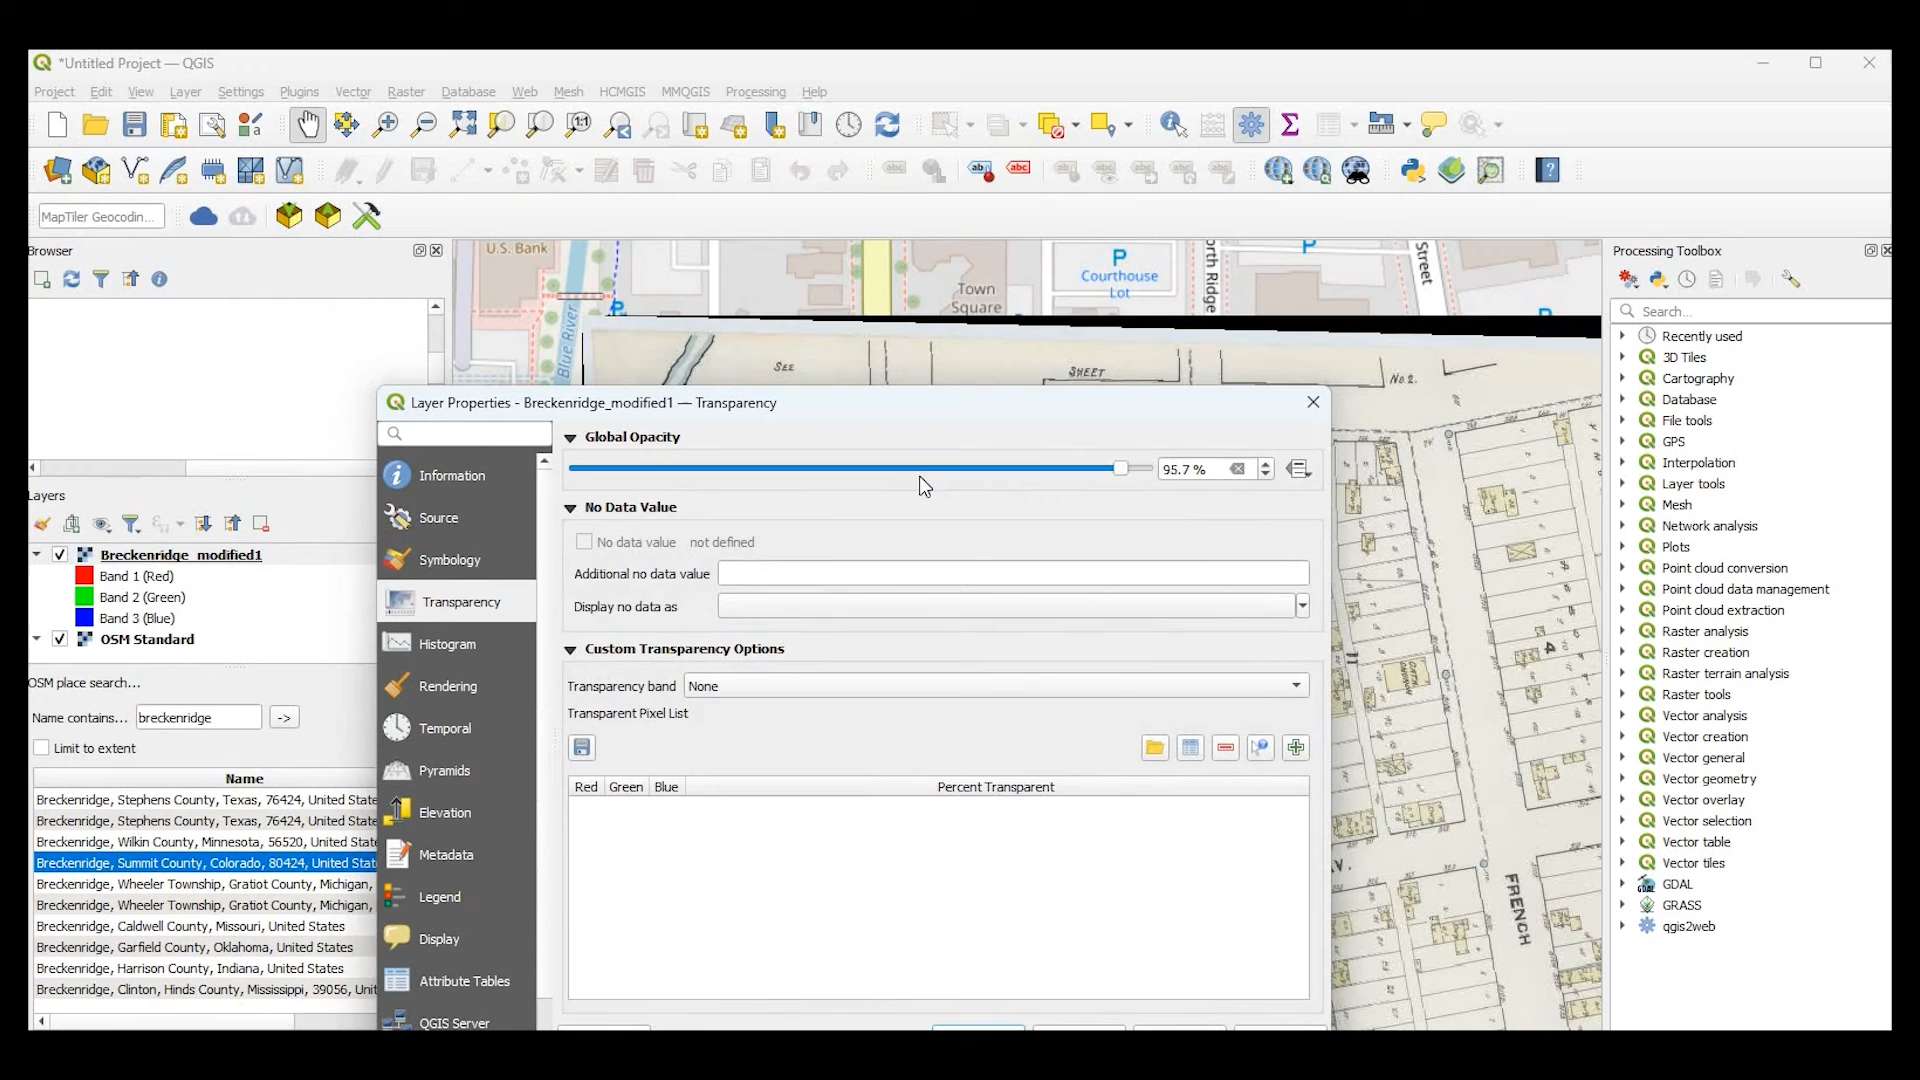 *Untitled Project — QGIS
Project Edit View Layer Settings Plugins Vector Raster Database Web Mesh HCMGIS MMQGIS Processing Help
MapTiler Geocodin...
Browser
Layers
Breckenridge_modified1
Band 1 (Red)
Band 2 (Green)
Band 3 (Blue)
OSM Standard
OSM place search...
Name contains... breckenridge ->
Limit to extent
Name
Breckenridge, Stephens County, Texas, 76424, United State
Breckenridge, Stephens County, Texas, 76424, United State
Breckenridge, Wilkin County, Minnesota, 56520, United State
Breckenridge, Summit County, Colorado, 80424, United Stat
Breckenridge, Wheeler Township, Gratiot County, Michigan,
Breckenridge, Wheeler Township, Gratiot County, Michigan,
Breckenridge, Caldwell County, Missouri, United States
Breckenridge, Garfield County, Oklahoma, United States
Breckenridge, Harrison County, Indiana, United States
Breckenridge, Clinton, Hinds County, Mississippi, 39056, Unit
U.S. Bank
Blue River
P
Town
Square
P
Courthouse
Lot
orth Ridge
P
Street
SEE
SHEET
No.2.
11
4
V.
FRENCH
Layer Properties - Breckenridge_modified1 — Transparency
Information
Source
Symbology
Transparency
Histogram
Rendering
Temporal
Pyramids
Elevation
Metadata
Legend
Display
Attribute Tables
QGIS Server
Global Opacity
95.7 %
No Data Value
No data value not defined
Additional no data value
Display no data as
Custom Transparency Options
Transparency band None
Transparent Pixel List
Red Green Blue Percent Transparent
Processing Toolbox
Search...
Recently used
3D Tiles
Cartography
Database
File tools
GPS
Interpolation
Layer tools
Mesh
Network analysis
Plots
Point cloud conversion
Point cloud data management
Point cloud extraction
Raster analysis
Raster creation
Raster terrain analysis
Raster tools
Vector analysis
Vector creation
Vector general
Vector geometry
Vector overlay
Vector selection
Vector table
Vector tiles
GDAL
GRASS
qgis2web